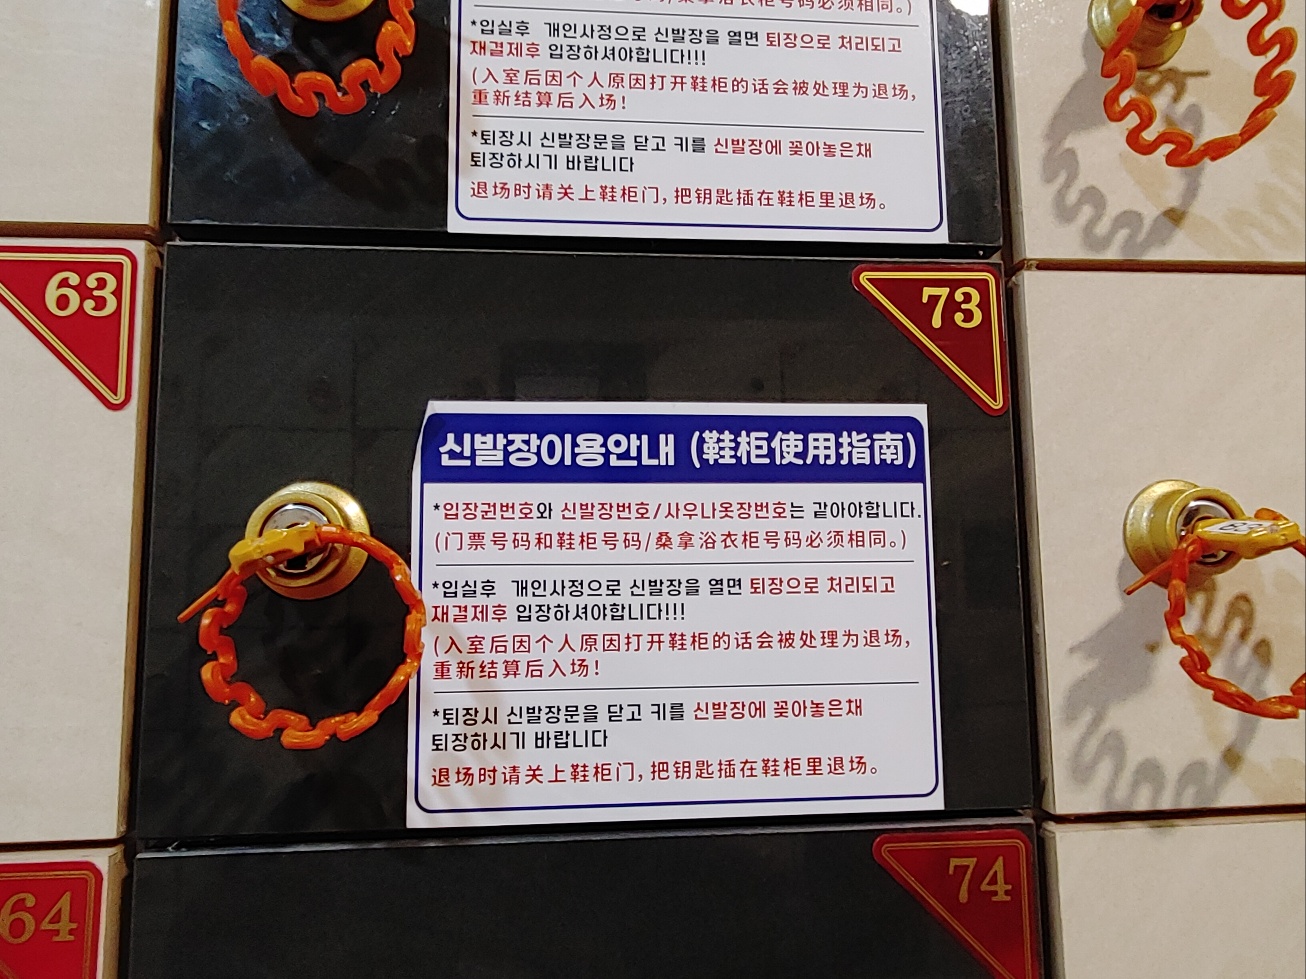 *입실후 개인사정으로 신발장을 열면 퇴장으로 처리되고
재결제후 입장하셔야합니다!!!
(入室后因个人原因打开鞋柜的话会被处理为退场,
重新结算后入场!
*퇴장시 신발장문을 닫고 키를 신발장에 꽂아놓은채
퇴장하시기 바랍니다
退场时请关上鞋柜门, 把钥匙插在鞋柜里退场。
63
73
신발장이용안내 (鞋柜使用指南)
*입장권번호와 신발장번호/사우나옷장번호는 같아야합니다.
(门票号码和鞋柜号码/桑拿浴衣柜号码必须相同。)
*입실후 개인사정으로 신발장을 열면 퇴장으로 처리되고
재결제후 입장하셔야합니다!!!
(入室后因个人原因打开鞋柜的话会被处理为退场,
重新结算后入场!
*퇴장시 신발장문을 닫고 키를 신발장에 꽂아놓은채
퇴장하시기 바랍니다
退场时请关上鞋柜门, 把钥匙插在鞋柜里退场。
64
74